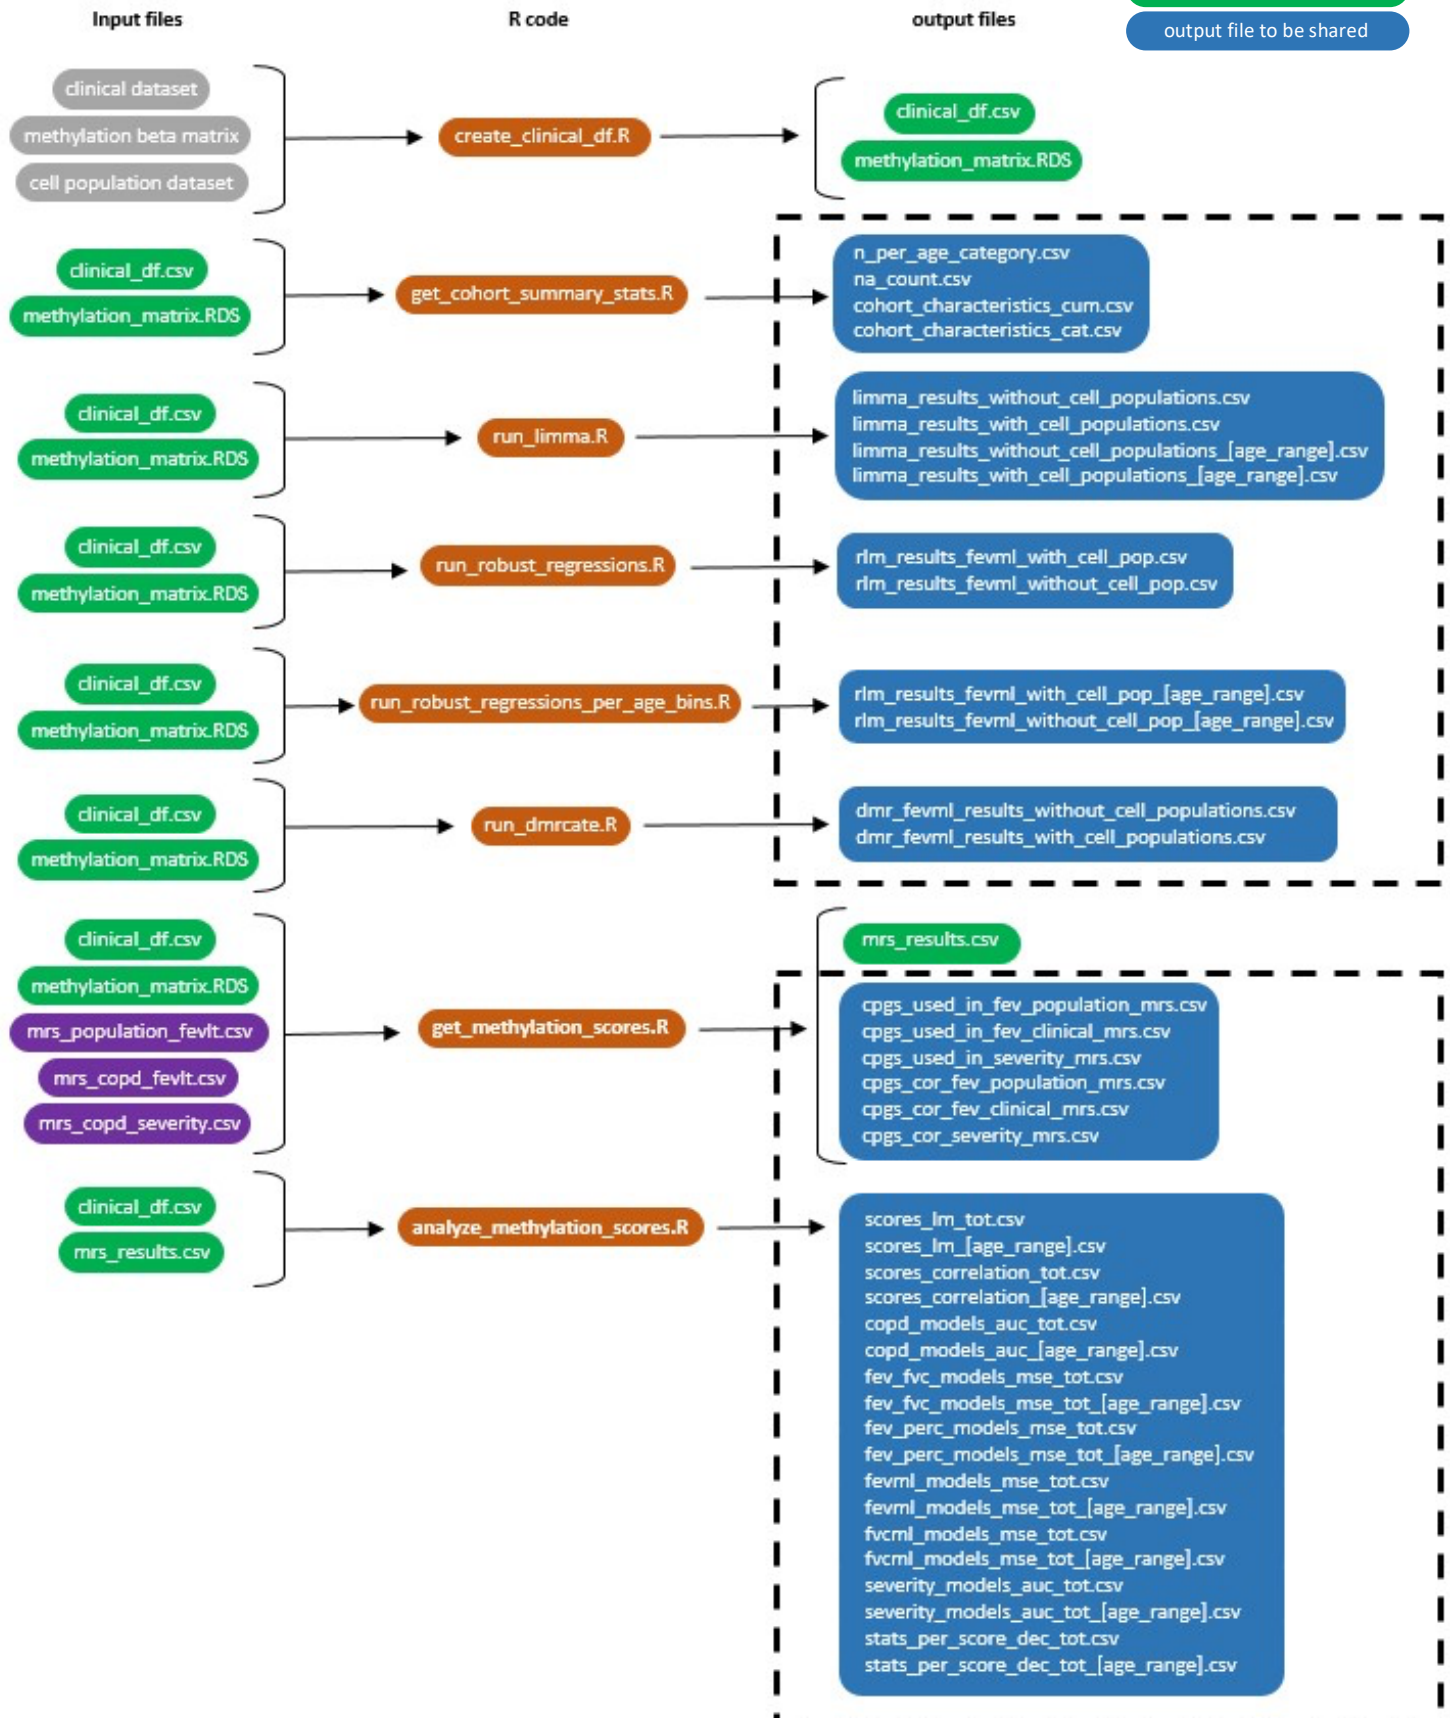 Input files
R code
output files
output file to be shared
clinical dataset
methylation beta matrix
cell population dataset
create_clinical_df.R
clinical_df.csv
methylation_matrix.RDS
clinical_df.csv
methylation_matrix.RDS
get_cohort_summary_stats.R
n_per_age_category.csv
na_count.csv
cohort_characteristics_cum.csv
cohort_characteristics_cat.csv
clinical_df.csv
methylation_matrix.RDS
run_limma.R
limma_results_without_cell_populations.csv
limma_results_with_cell_populations.csv
limma_results_without_cell_populations_[age_range].csv
limma_results_with_cell_populations_[age_range].csv
clinical_df.csv
methylation_matrix.RDS
run_robust_regressions.R
rlm_results_fevml_with_cell_pop.csv
rlm_results_fevml_without_cell_pop.csv
clinical_df.csv
methylation_matrix.RDS
run_robust_regressions_per_age_bins.R
rlm_results_fevml_with_cell_pop_[age_range].csv
rlm_results_fevml_without_cell_pop_[age_range].csv
clinical_df.csv
methylation_matrix.RDS
run_dmrcate.R
dmr_fevml_results_without_cell_populations.csv
dmr_fevml_results_with_cell_populations.csv
clinical_df.csv
methylation_matrix.RDS
mrs_population_fevlt.csv
mrs_copd_fevlt.csv
mrs_copd_severity.csv
get_methylation_scores.R
mrs_results.csv
cpgs_used_in_fev_population_mrs.csv
cpgs_used_in_fev_clinical_mrs.csv
cpgs_used_in_severity_mrs.csv
cpgs_cor_fev_population_mrs.csv
cpgs_cor_fev_clinical_mrs.csv
cpgs_cor_severity_mrs.csv
clinical_df.csv
mrs_results.csv
analyze_methylation_scores.R
scores_lm_tot.csv
scores_lm_[age_range].csv
scores_correlation_tot.csv
scores_correlation_[age_range].csv
copd_models_auc_tot.csv
copd_models_auc_[age_range].csv
fev_fvc_models_mse_tot.csv
fev_fvc_models_mse_tot_[age_range].csv
fev_perc_models_mse_tot.csv
fev_perc_models_mse_tot_[age_range].csv
fevml_models_mse_tot.csv
fevml_models_mse_tot_[age_range].csv
fvcml_models_mse_tot.csv
fvcml_models_mse_tot_[age_range].csv
severity_models_auc_tot.csv
severity_models_auc_tot_[age_range].csv
stats_per_score_dec_tot.csv
stats_per_score_dec_tot_[age_range].csv